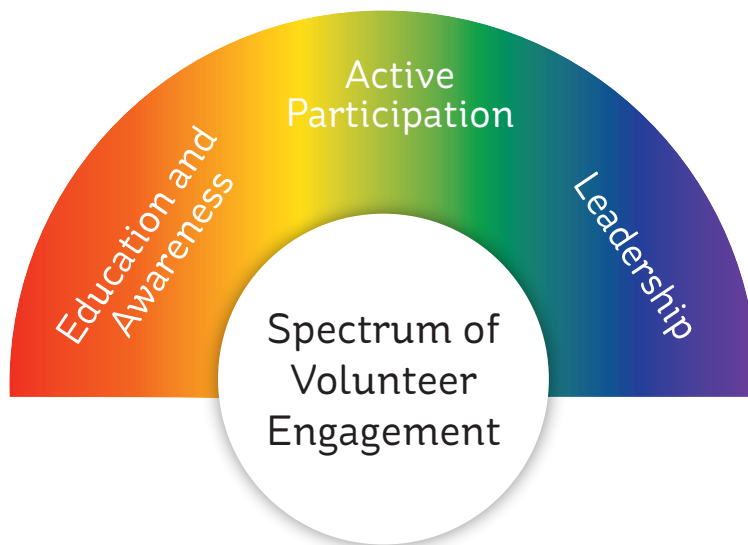 Education and
Awareness
Active
Participation
Leadership
Spectrum of
Volunteer
Engagement